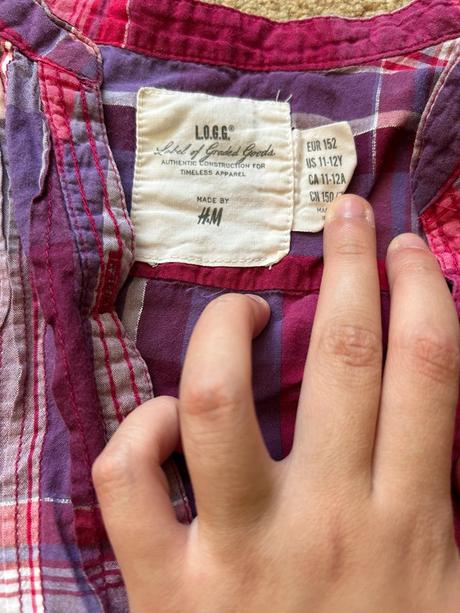 L.O.G.G.®
Label of Graded Goods
AUTHENTIC CONSTRUCTION FOR
TIMELESS APPAREL
MADE BY
H&M
EUR 152
US 11-12Y
CA 11-12A
CN 150/